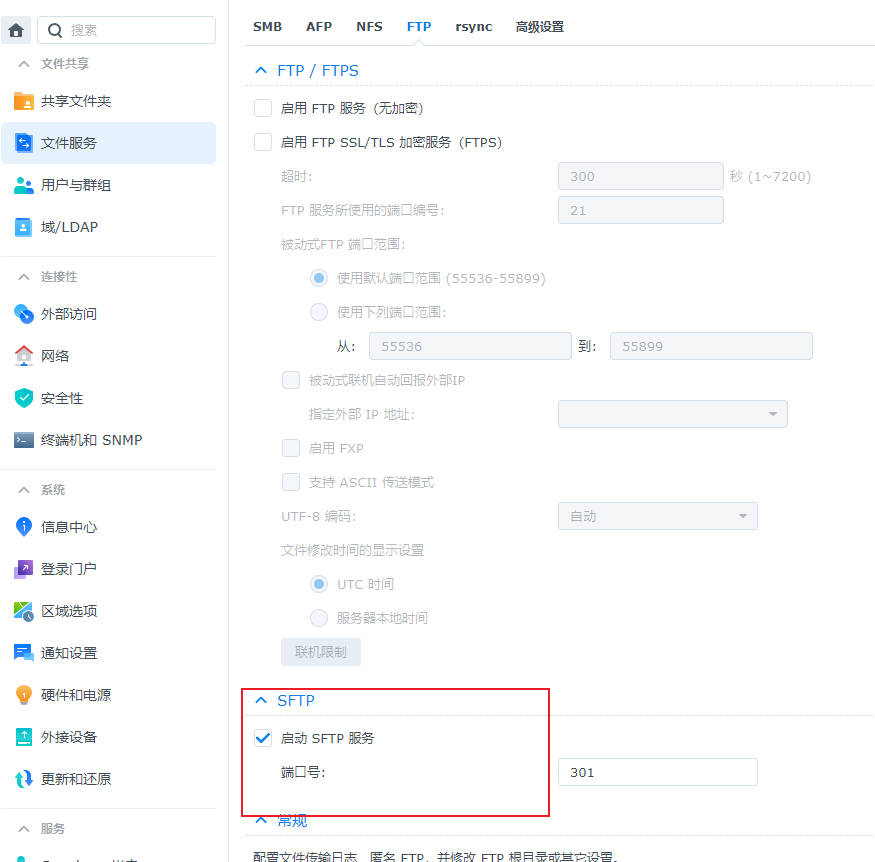 搜索
文件共享
共享文件夹
文件服务
用户与群组
域/LDAP
连接性
外部访问
网络
安全性
终端机和 SNMP
系统
信息中心
登录门户
区域选项
通知设置
硬件和电源
外接设备
更新和还原
服务
SMB AFP NFS FTP rsync 高级设置
FTP / FTPS
启用 FTP 服务（无加密）
启用 FTP SSL/TLS 加密服务（FTPS）
超时: 300 秒 (1~7200)
FTP 服务所使用的端口编号: 21
被动式FTP 端口范围:
使用默认端口范围 (55536-55899)
使用下列端口范围:
从: 55536 到: 55899
被动式联机自动回报外部IP
指定外部 IP 地址:
启用 FXP
支持 ASCII 传送模式
UTF-8 编码: 自动
文件修改时间的显示设置
UTC 时间
服务器本地时间
联机限制
SFTP
启动 SFTP 服务
端口号: 301
常规
配置文件传输日志、匿名 FTP，并修改 FTP 根目录或其它设置。